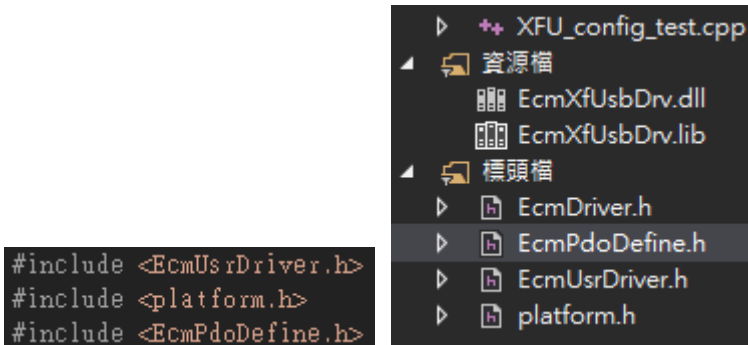 #include <EcmUsrDriver.h>
#include <platform.h>
#include <EcmPdoDefine.h>
XFU_config_test.cpp
資源檔
EcmXfUsbDrv.dll
EcmXfUsbDrv.lib
標頭檔
EcmDriver.h
EcmPdoDefine.h
EcmUsrDriver.h
platform.h